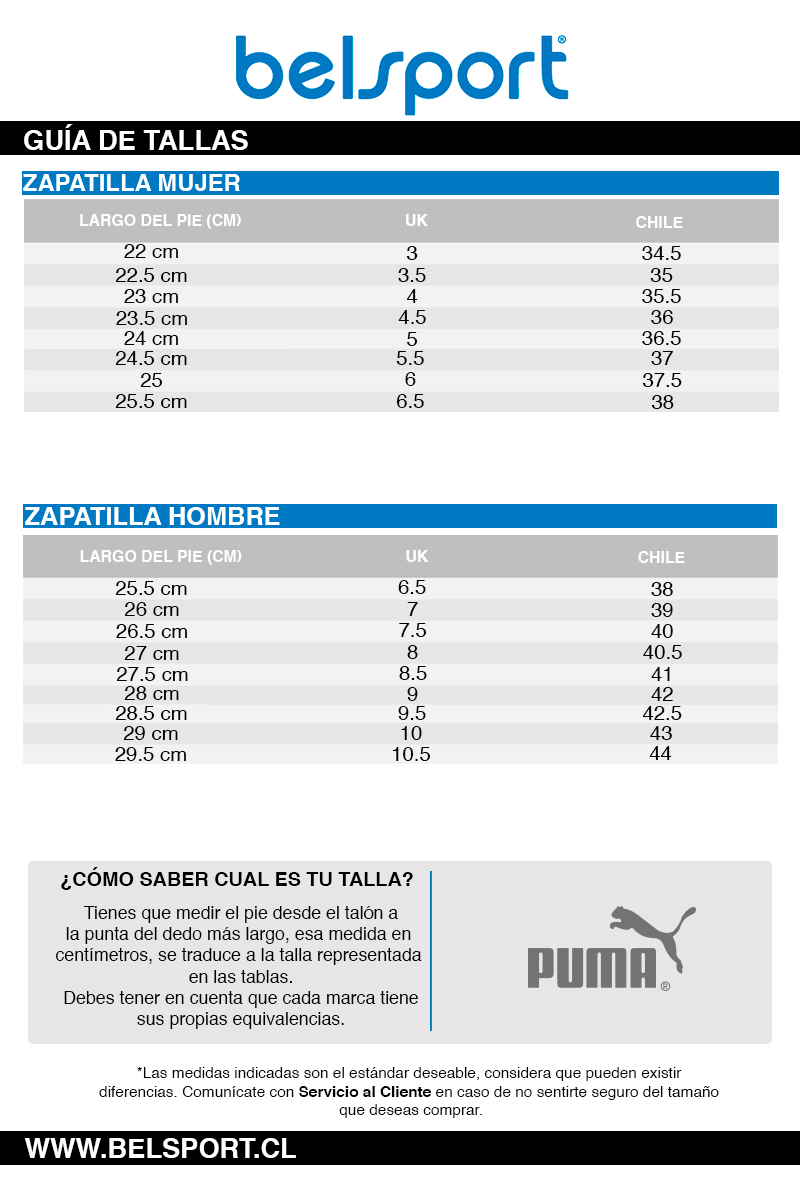 belsport®
GUÍA DE TALLAS
ZAPATILLA MUJER
LARGO DEL PIE (CM) UK CHILE
22 cm 3 34.5
22.5 cm 3.5 35
23 cm 4 35.5
23.5 cm 4.5 36
24 cm 5 36.5
24.5 cm 5.5 37
25 6 37.5
25.5 cm 6.5 38
ZAPATILLA HOMBRE
LARGO DEL PIE (CM) UK CHILE
25.5 cm 6.5 38
26 cm 7 39
26.5 cm 7.5 40
27 cm 8 40.5
27.5 cm 8.5 41
28 cm 9 42
28.5 cm 9.5 42.5
29 cm 10 43
29.5 cm 10.5 44
¿CÓMO SABER CUAL ES TU TALLA?
Tienes que medir el pie desde el talón a
la punta del dedo más largo, esa medida en
centímetros, se traduce a la talla representada
en las tablas.
Debes tener en cuenta que cada marca tiene
sus propias equivalencias.
PUMA®
*Las medidas indicadas son el estándar deseable, considera que pueden existir
diferencias. Comunícate con Servicio al Cliente en caso de no sentirte seguro del tamaño
que deseas comprar.
WWW.BELSPORT.CL